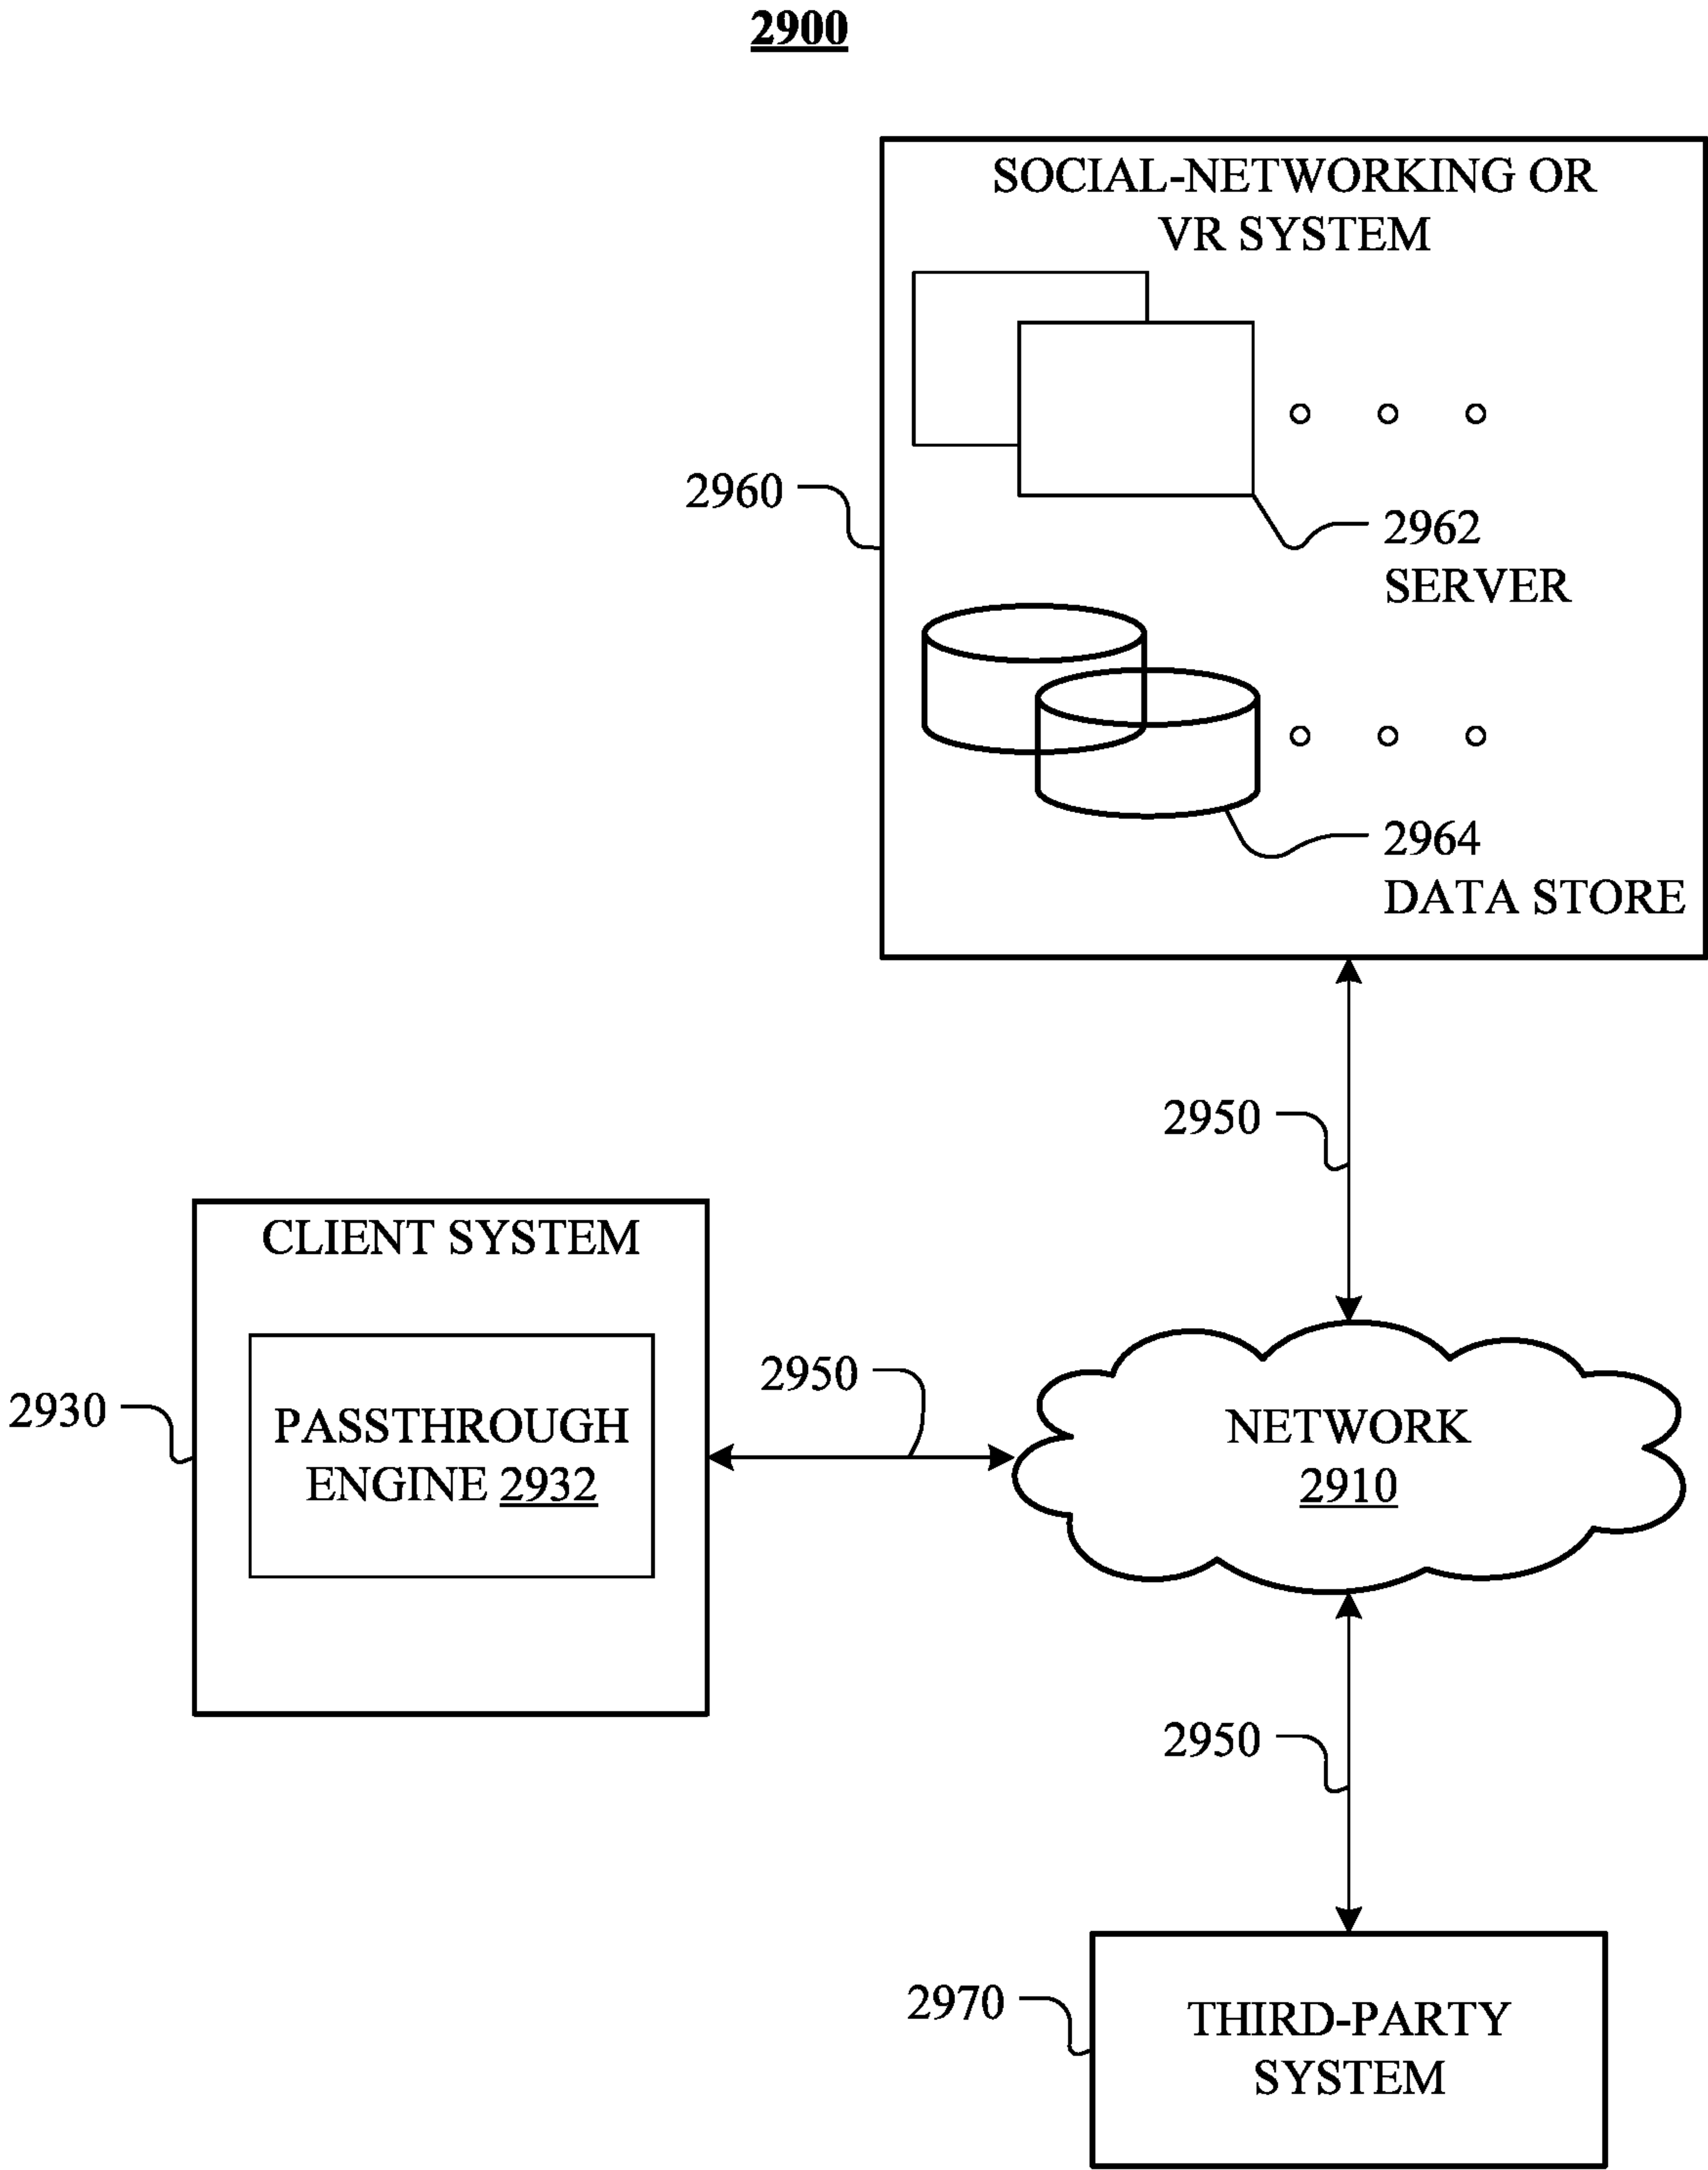 2900
SOCIAL-NETWORKING OR
VR SYSTEM
2960
2962
SERVER
2964
DATA STORE
2950
CLIENT SYSTEM
2930
PASSTHROUGH
ENGINE 2932
2950
NETWORK
2910
2950
2970
THIRD-PARTY
SYSTEM